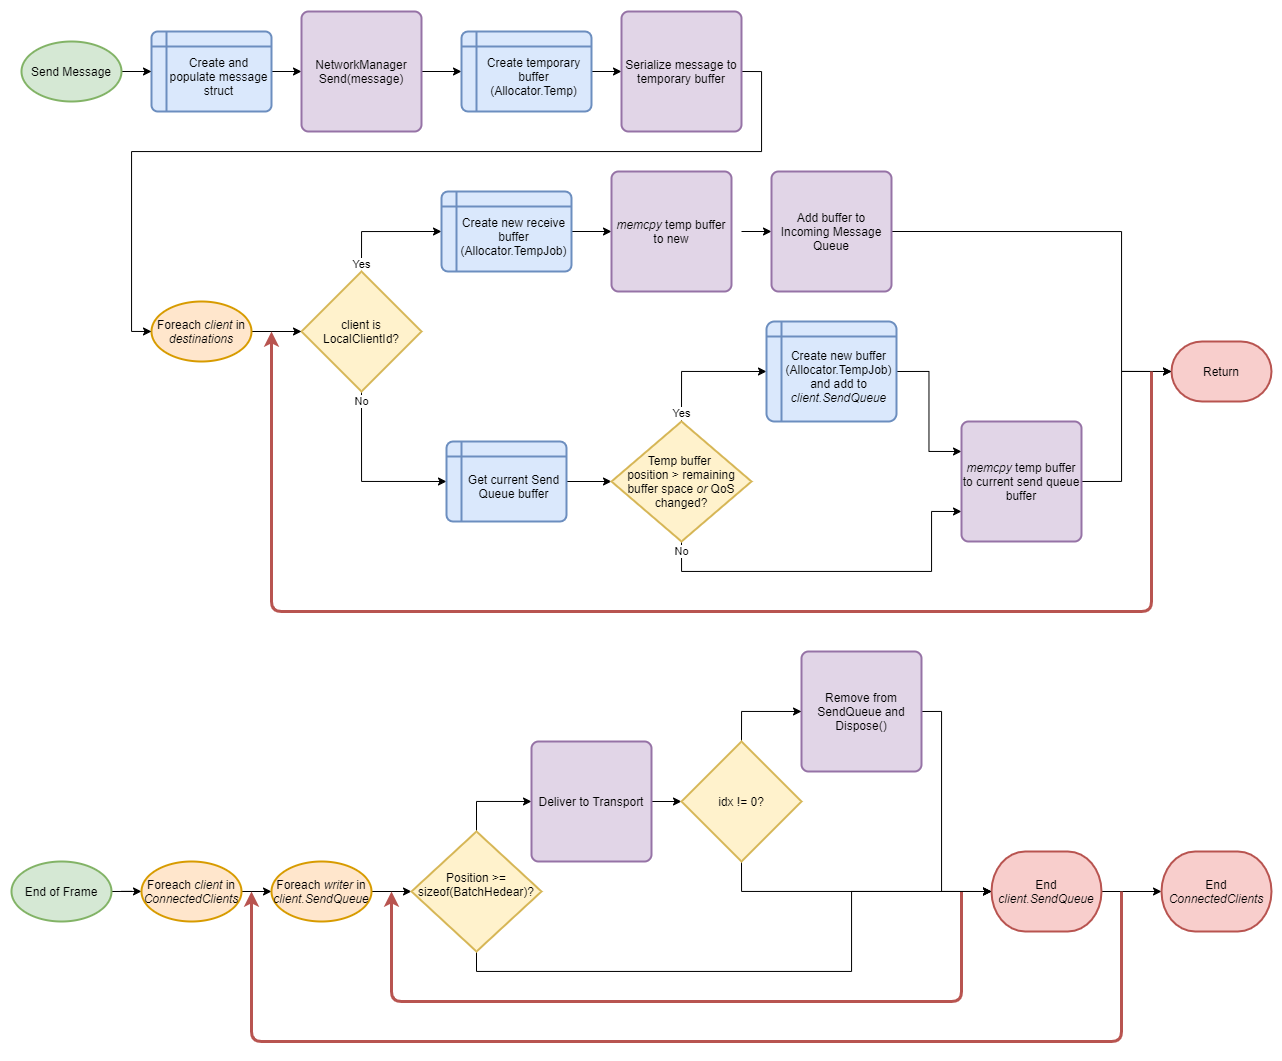 Send Message
Create and
populate message
struct
NetworkManager
Send(message)
Create temporary
buffer
(Allocator.Temp)
Serialize message to
temporary buffer
Create new receive
buffer
(Allocator.TempJob)
memcpy temp buffer
to new
Add buffer to
Incoming Message
Queue
Yes
Foreach client in
destinations
client is
LocalClientId?
No
Create new buffer
(Allocator.TempJob)
and add to
client.SendQueue
Return
Yes
Get current Send
Queue buffer
Temp buffer
position > remaining
buffer space or QoS
changed?
memcpy temp buffer
to current send queue
buffer
No
Remove from
SendQueue and
Dispose()
Deliver to Transport
idx != 0?
End of Frame
Foreach client in
ConnectedClients
Foreach writer in
client.SendQueue
Position >=
sizeof(BatchHedear)?
End
client.SendQueue
End
ConnectedClients